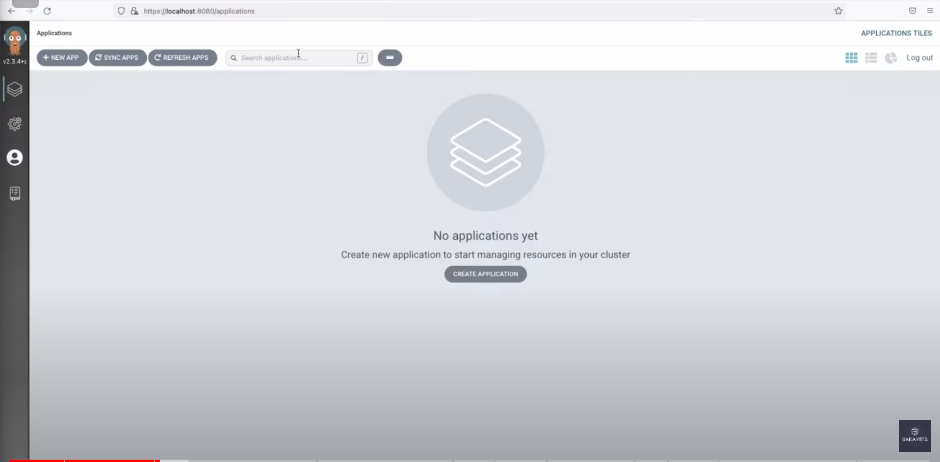 https://localhost:8080/applications
Applications
APPLICATIONS TILES
v2.3.4+s
+ NEW APP
SYNC APPS
REFRESH APPS
Search applications...
/
Log out
No applications yet
Create new application to start managing resources in your cluster
CREATE APPLICATION